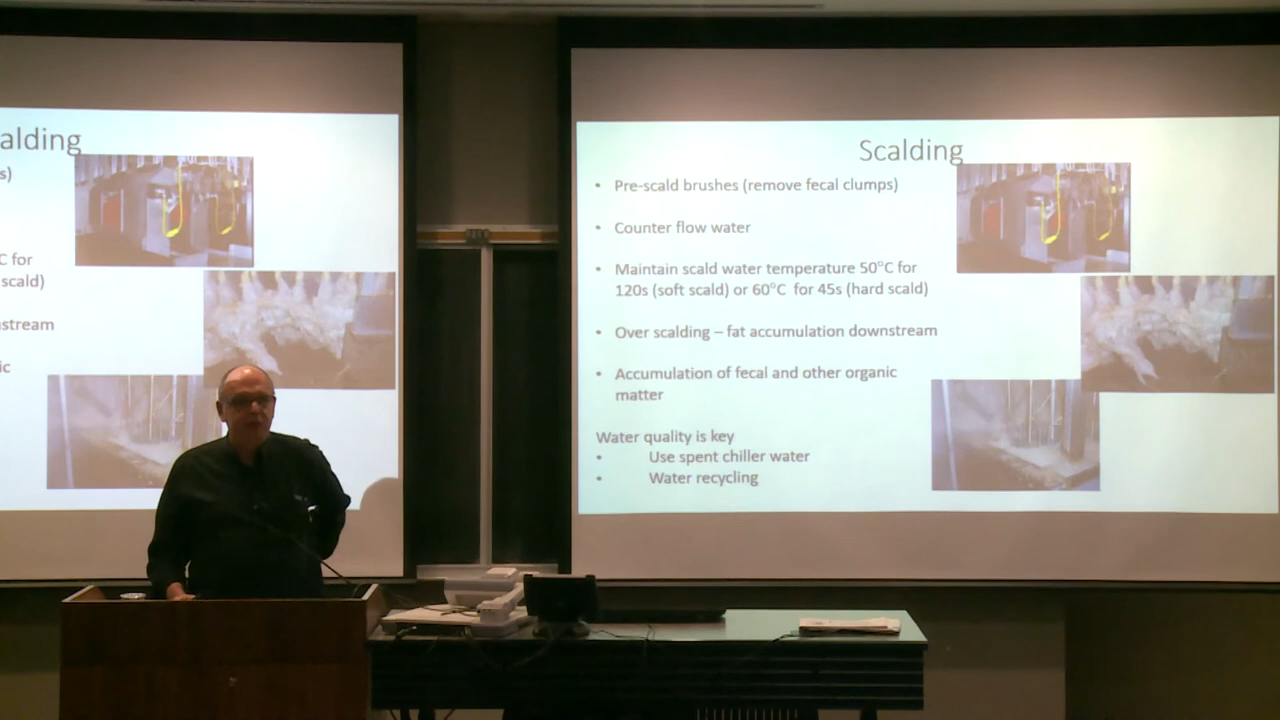 alding
s)
C for
scald)
stream
ic
Scalding
• Pre-scald brushes (remove fecal clumps)
• Counter flow water
• Maintain scald water temperature 50°C for
120s (soft scald) or 60°C for 45s (hard scald)
• Over scalding – fat accumulation downstream
• Accumulation of fecal and other organic
matter
Water quality is key
• Use spent chiller water
• Water recycling